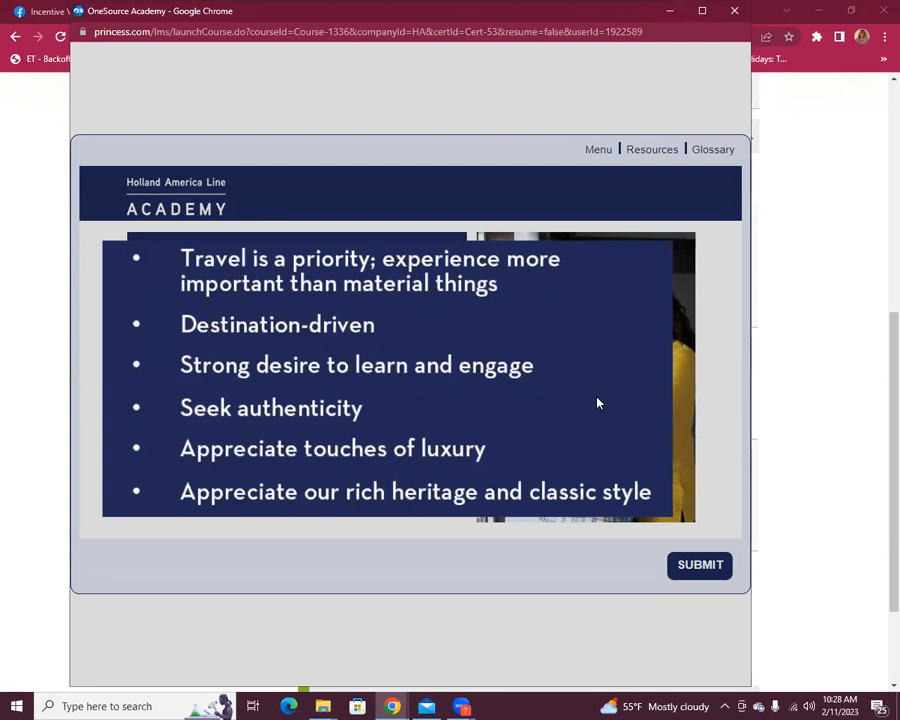 Incentive V
OneSource Academy - Google Chrome
princess.com/lms/launchCourse.do?courseId=Course-1336&companyId=HA&certId=Cert-53&resume=false&userId=1922589
ET - Backoff
lidays: T...
»
Menu | Resources | Glossary
Holland America Line
ACADEMY
• Travel is a priority; experience more
important than material things
• Destination-driven
• Strong desire to learn and engage
• Seek authenticity
• Appreciate touches of luxury
• Appreciate our rich heritage and classic style
SUBMIT
Type here to search
55°F Mostly cloudy
10:28 AM
2/11/2023
25